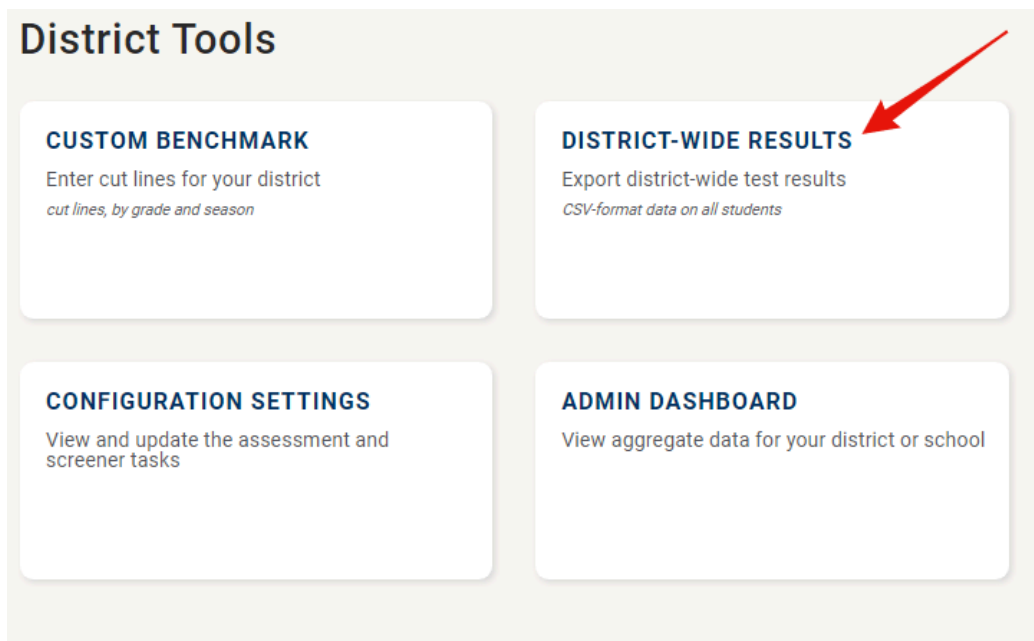 District Tools
CUSTOM BENCHMARK
Enter cut lines for your district
cut lines, by grade and season
DISTRICT-WIDE RESULTS
Export district-wide test results
CSV-format data on all students
CONFIGURATION SETTINGS
View and update the assessment and
screener tasks
ADMIN DASHBOARD
View aggregate data for your district or school